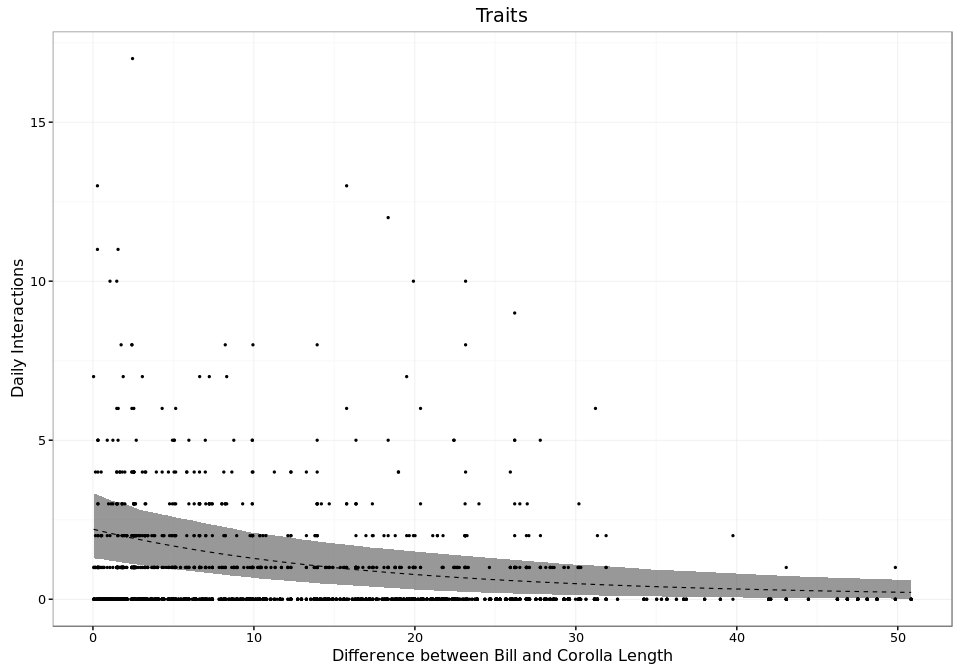 Traits
Daily Interactions
15
10
5
0
0 10 20 30 40 50
Difference between Bill and Corolla Length